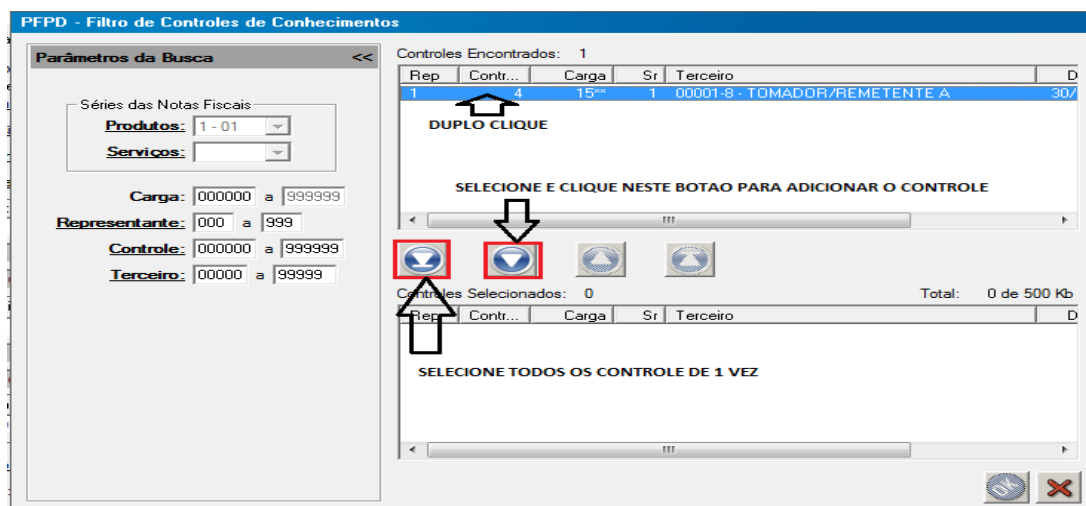 PFPD - Filtro de Controles de Conhecimentos
Parâmetros da Busca <<
Séries das Notas Fiscais
Produtos: 1 - 01
Serviços:
Carga: 000000 a 999999
Representante: 000 a 999
Controle: 000000 a 999999
Terceiro: 00000 a 99999
Controles Encontrados: 1
Rep Contr... Carga Sr Terceiro D
1 4 15** 1 00001-8 - TOMADOR/REMETENTE A 30/
DUPLO CLIQUE
SELECIONE E CLIQUE NESTE BOTAO PARA ADICIONAR O CONTROLE
Controles Selecionados: 0 Total: 0 de 500 Kb
Rep Contr... Carga Sr Terceiro D
SELECIONE TODOS OS CONTROLE DE 1 VEZ
OK